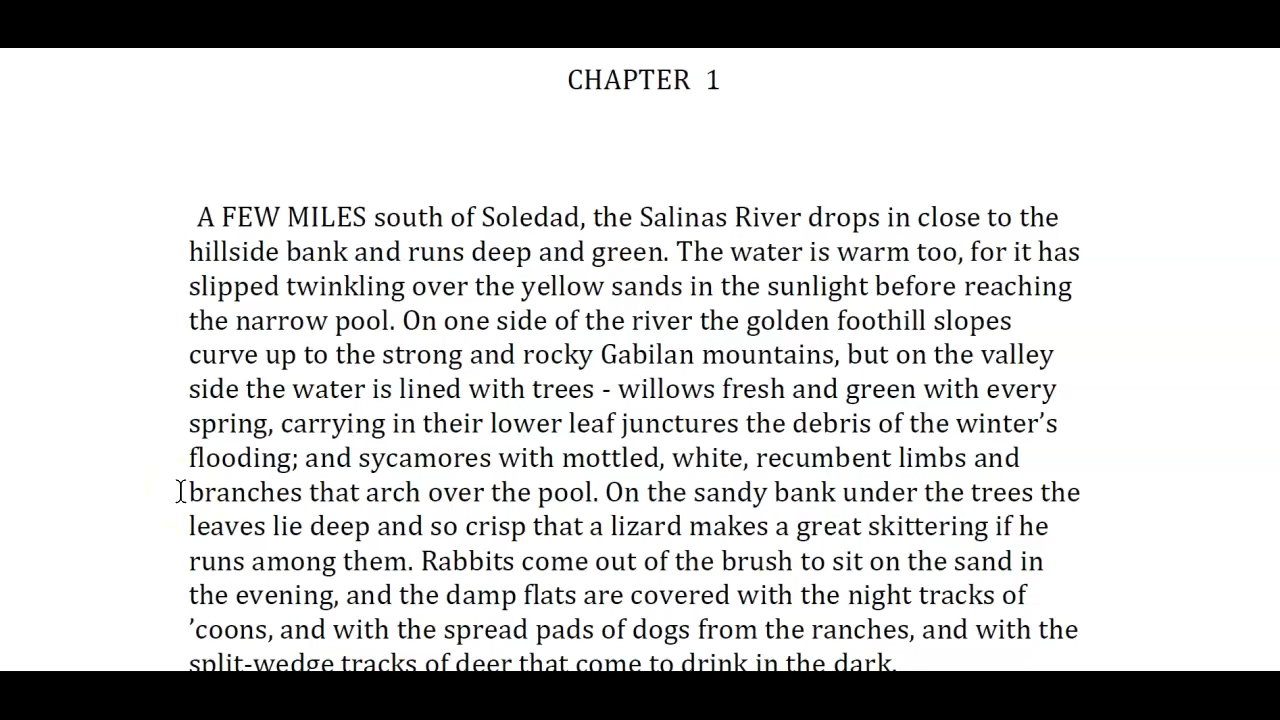 CHAPTER 1
A FEW MILES south of Soledad, the Salinas River drops in close to the
hillside bank and runs deep and green. The water is warm too, for it has
slipped twinkling over the yellow sands in the sunlight before reaching
the narrow pool. On one side of the river the golden foothill slopes
curve up to the strong and rocky Gabilan mountains, but on the valley
side the water is lined with trees - willows fresh and green with every
spring, carrying in their lower leaf junctures the debris of the winter’s
flooding; and sycamores with mottled, white, recumbent limbs and
branches that arch over the pool. On the sandy bank under the trees the
leaves lie deep and so crisp that a lizard makes a great skittering if he
runs among them. Rabbits come out of the brush to sit on the sand in
the evening, and the damp flats are covered with the night tracks of
’coons, and with the spread pads of dogs from the ranches, and with the
split-wedge tracks of deer that come to drink in the dark.